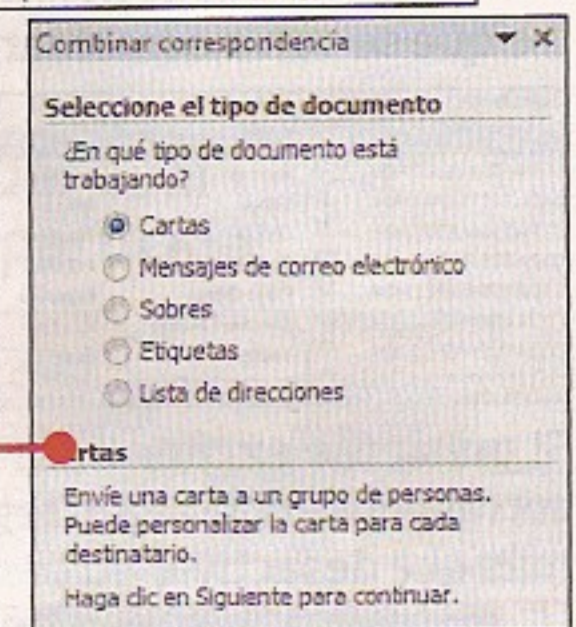 Combinar correspondencia
Seleccione el tipo de documento
¿En qué tipo de documento está
trabajando?
Cartas
Mensajes de correo electrónico
Sobres
Etiquetas
Lista de direcciones
rtas
Envíe una carta a un grupo de personas.
Puede personalizar la carta para cada
destinatario.
Haga clic en Siguiente para continuar.